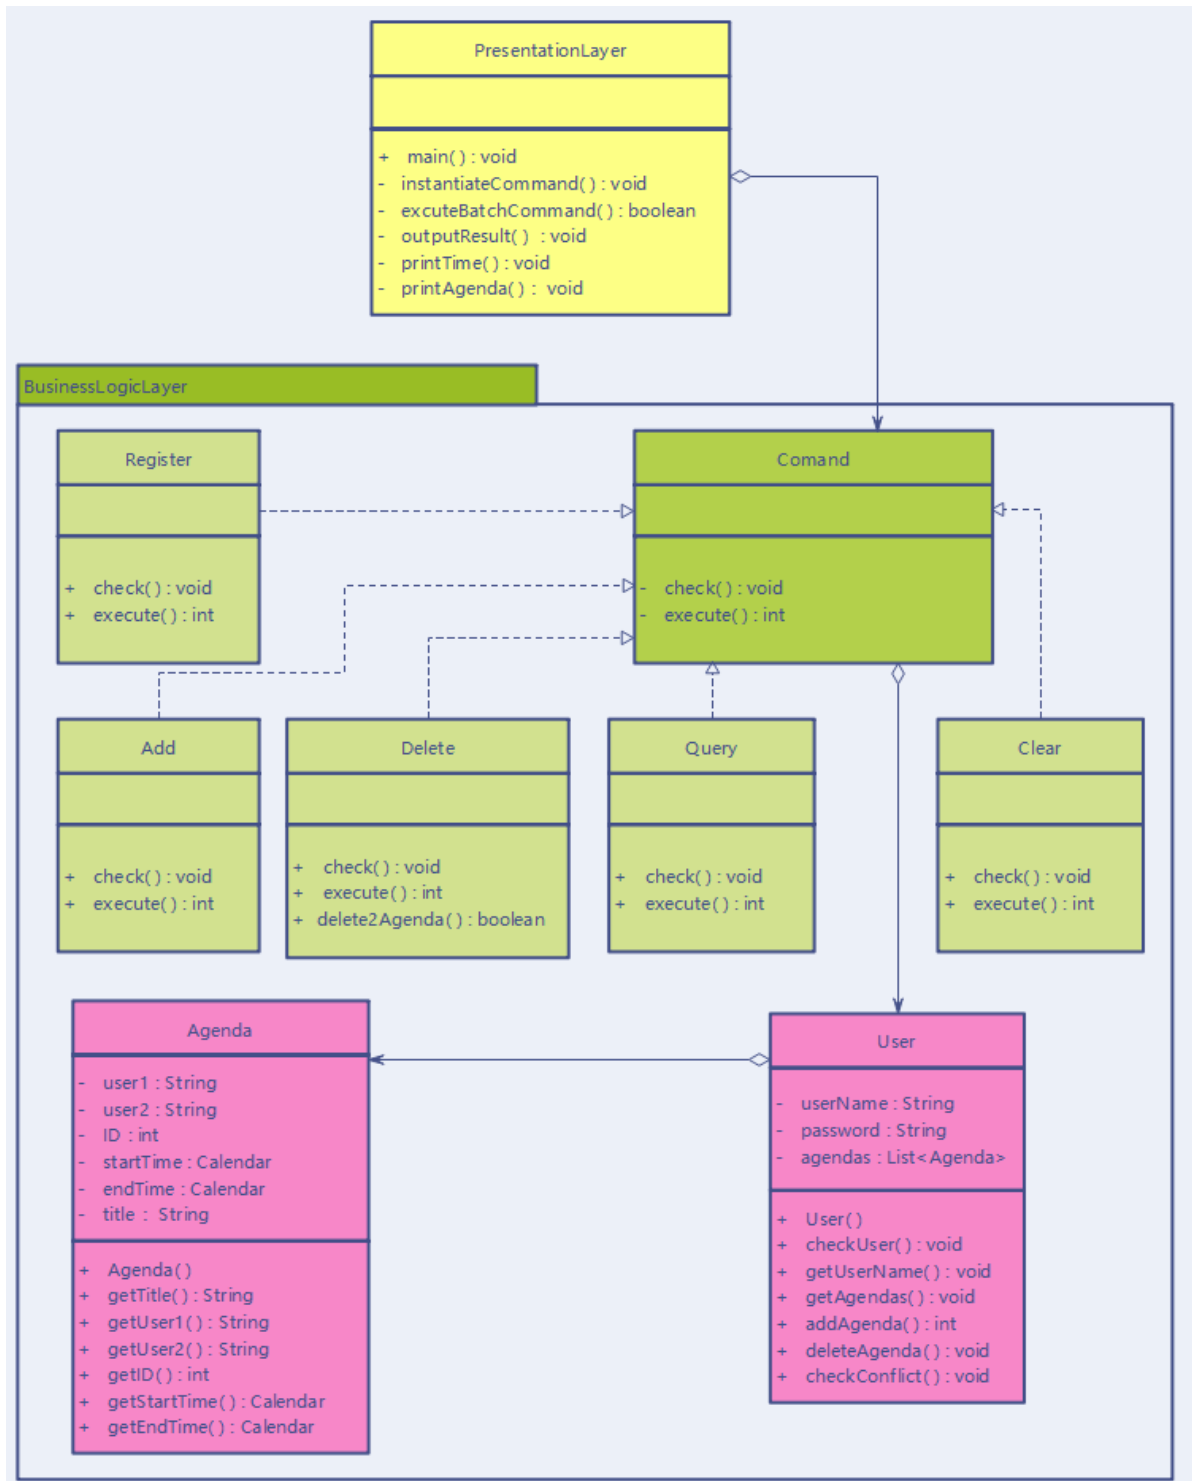 PresentationLayer
+ main() : void
- instantiateCommand() : void
- excuteBatchCommand() : boolean
- outputResult() : void
- printTime() : void
- printAgenda() : void
BusinessLogicLayer
Register
+ check() : void
+ execute() : int
Comand
- check() : void
- execute() : int
Add
+ check() : void
+ execute() : int
Delete
+ check() : void
+ execute() : int
+ delete2Agenda() : boolean
Query
+ check() : void
+ execute() : int
Clear
+ check() : void
+ execute() : int
Agenda
- user1 : String
- user2 : String
- ID : int
- startTime : Calendar
- endTime : Calendar
- title : String
+ Agenda()
+ getTitle() : String
+ getUser1() : String
+ getUser2() : String
+ getID() : int
+ getStartTime() : Calendar
+ getEndTime() : Calendar
User
- userName : String
- password : String
- agendas : List<Agenda>
+ User()
+ checkUser() : void
+ getUserName() : void
+ getAgendas() : void
+ addAgenda() : int
+ deleteAgenda() : void
+ checkConflict() : void